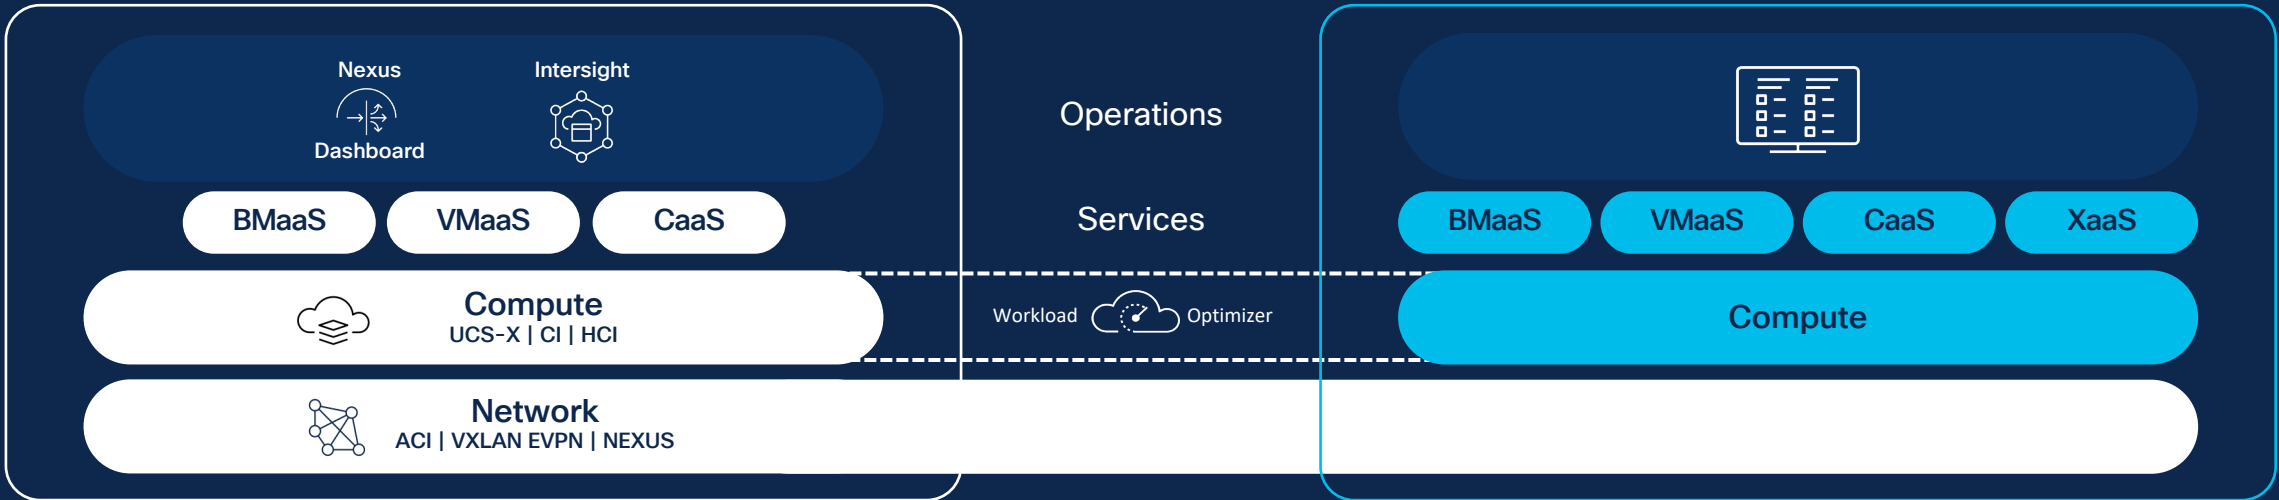 Nexus
Dashboard
Intersight
Operations
BMaaS
VMaaS
CaaS
Services
BMaaS
VMaaS
CaaS
XaaS
Compute
UCS-X | CI | HCI
Workload Optimizer
Compute
Network
ACI | VXLAN EVPN | NEXUS